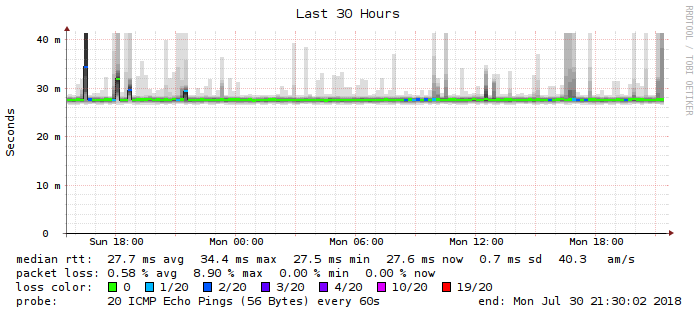 Last 30 Hours
RRDTOOL / TOBI OETIKER
Seconds
40 m
30 m
20 m
10 m
0
Sun 18:00 Mon 00:00 Mon 06:00 Mon 12:00 Mon 18:00
median rtt: 27.7 ms avg 34.4 ms max 27.5 ms min 27.6 ms now 0.7 ms sd 40.3 am/s
packet loss: 0.58 % avg 8.90 % max 0.00 % min 0.00 % now
loss color: 0 1/20 2/20 3/20 4/20 10/20 19/20
probe: 20 ICMP Echo Pings (56 Bytes) every 60s end: Mon Jul 30 21:30:02 2018